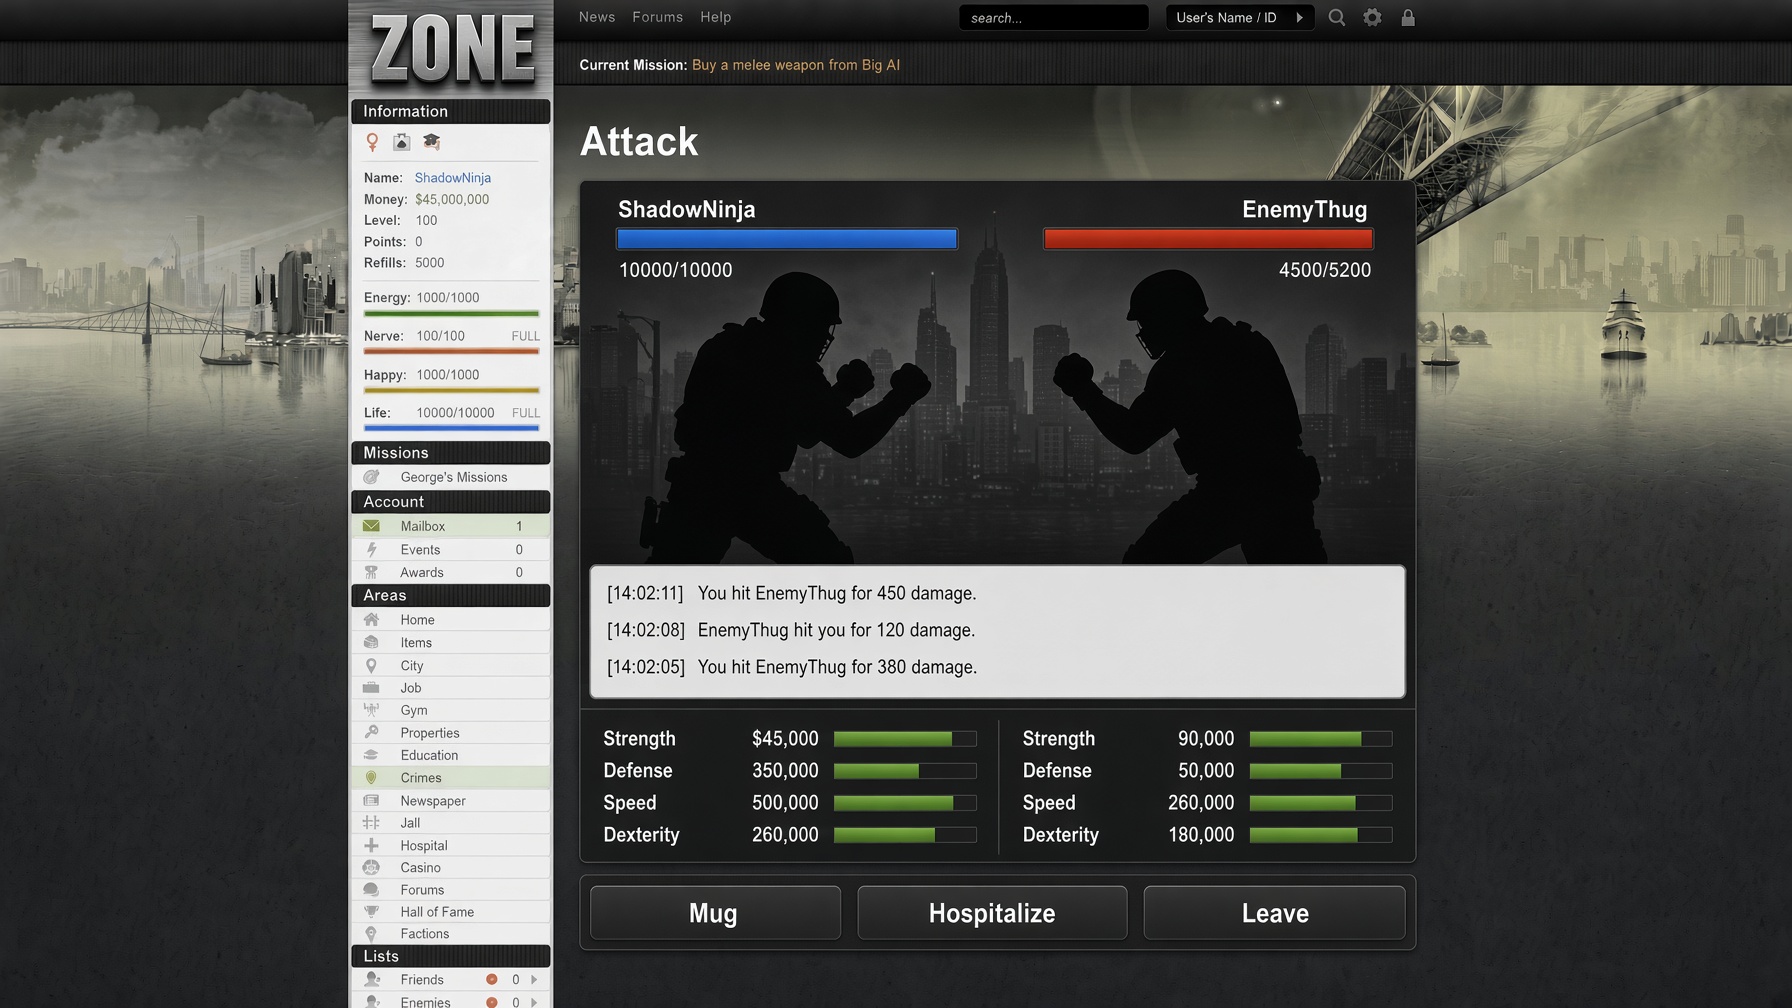 ZONE
News Forums Help
search...
User's Name / ID
Current Mission: Buy a melee weapon from Big Al
Information
Name: ShadowNinja
Money: $45,000,000
Level: 100
Points: 0
Refills: 5000
Energy: 1000/1000
Nerve: 100/100 FULL
Happy: 1000/1000
Life: 10000/10000 FULL
Missions
George's Missions
Account
Mailbox 1
Events 0
Awards 0
Areas
Home
Items
City
Job
Gym
Properties
Education
Crimes
Newspaper
Jall
Hospital
Casino
Forums
Hall of Fame
Factions
Lists
Friends 0
Enemies 0
Attack
ShadowNinja
10000/10000
EnemyThug
4500/5200
[14:02:11] You hit EnemyThug for 450 damage.
[14:02:08] EnemyThug hit you for 120 damage.
[14:02:05] You hit EnemyThug for 380 damage.
Strength $45,000
Defense 350,000
Speed 500,000
Dexterity 260,000
Strength 90,000
Defense 50,000
Speed 260,000
Dexterity 180,000
Mug
Hospitalize
Leave